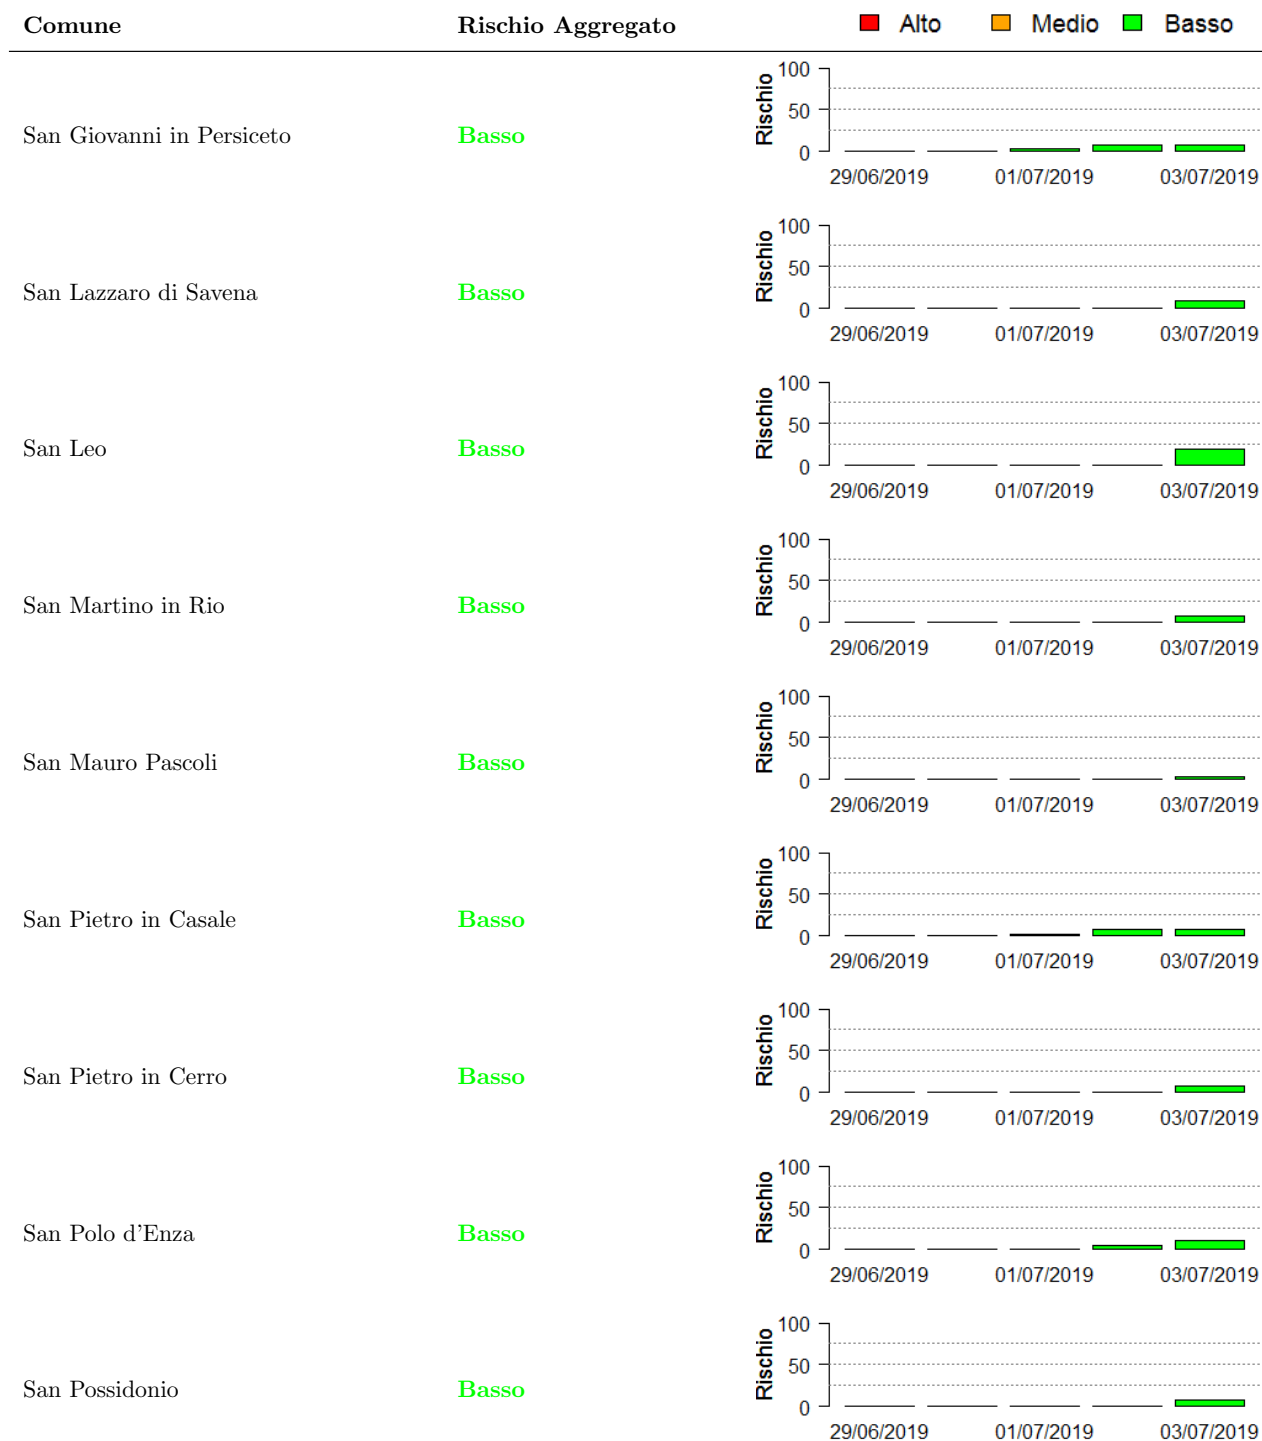 Comune Rischio Aggregato Alto Medio Basso
San Giovanni in Persiceto Basso Rischio
100
50
0
29/06/2019 01/07/2019 03/07/2019
San Lazzaro di Savena Basso Rischio
100
50
0
29/06/2019 01/07/2019 03/07/2019
San Leo Basso Rischio
100
50
0
29/06/2019 01/07/2019 03/07/2019
San Martino in Rio Basso Rischio
100
50
0
29/06/2019 01/07/2019 03/07/2019
San Mauro Pascoli Basso Rischio
100
50
0
29/06/2019 01/07/2019 03/07/2019
San Pietro in Casale Basso Rischio
100
50
0
29/06/2019 01/07/2019 03/07/2019
San Pietro in Cerro Basso Rischio
100
50
0
29/06/2019 01/07/2019 03/07/2019
San Polo d'Enza Basso Rischio
100
50
0
29/06/2019 01/07/2019 03/07/2019
San Possidonio Basso Rischio
100
50
0
29/06/2019 01/07/2019 03/07/2019